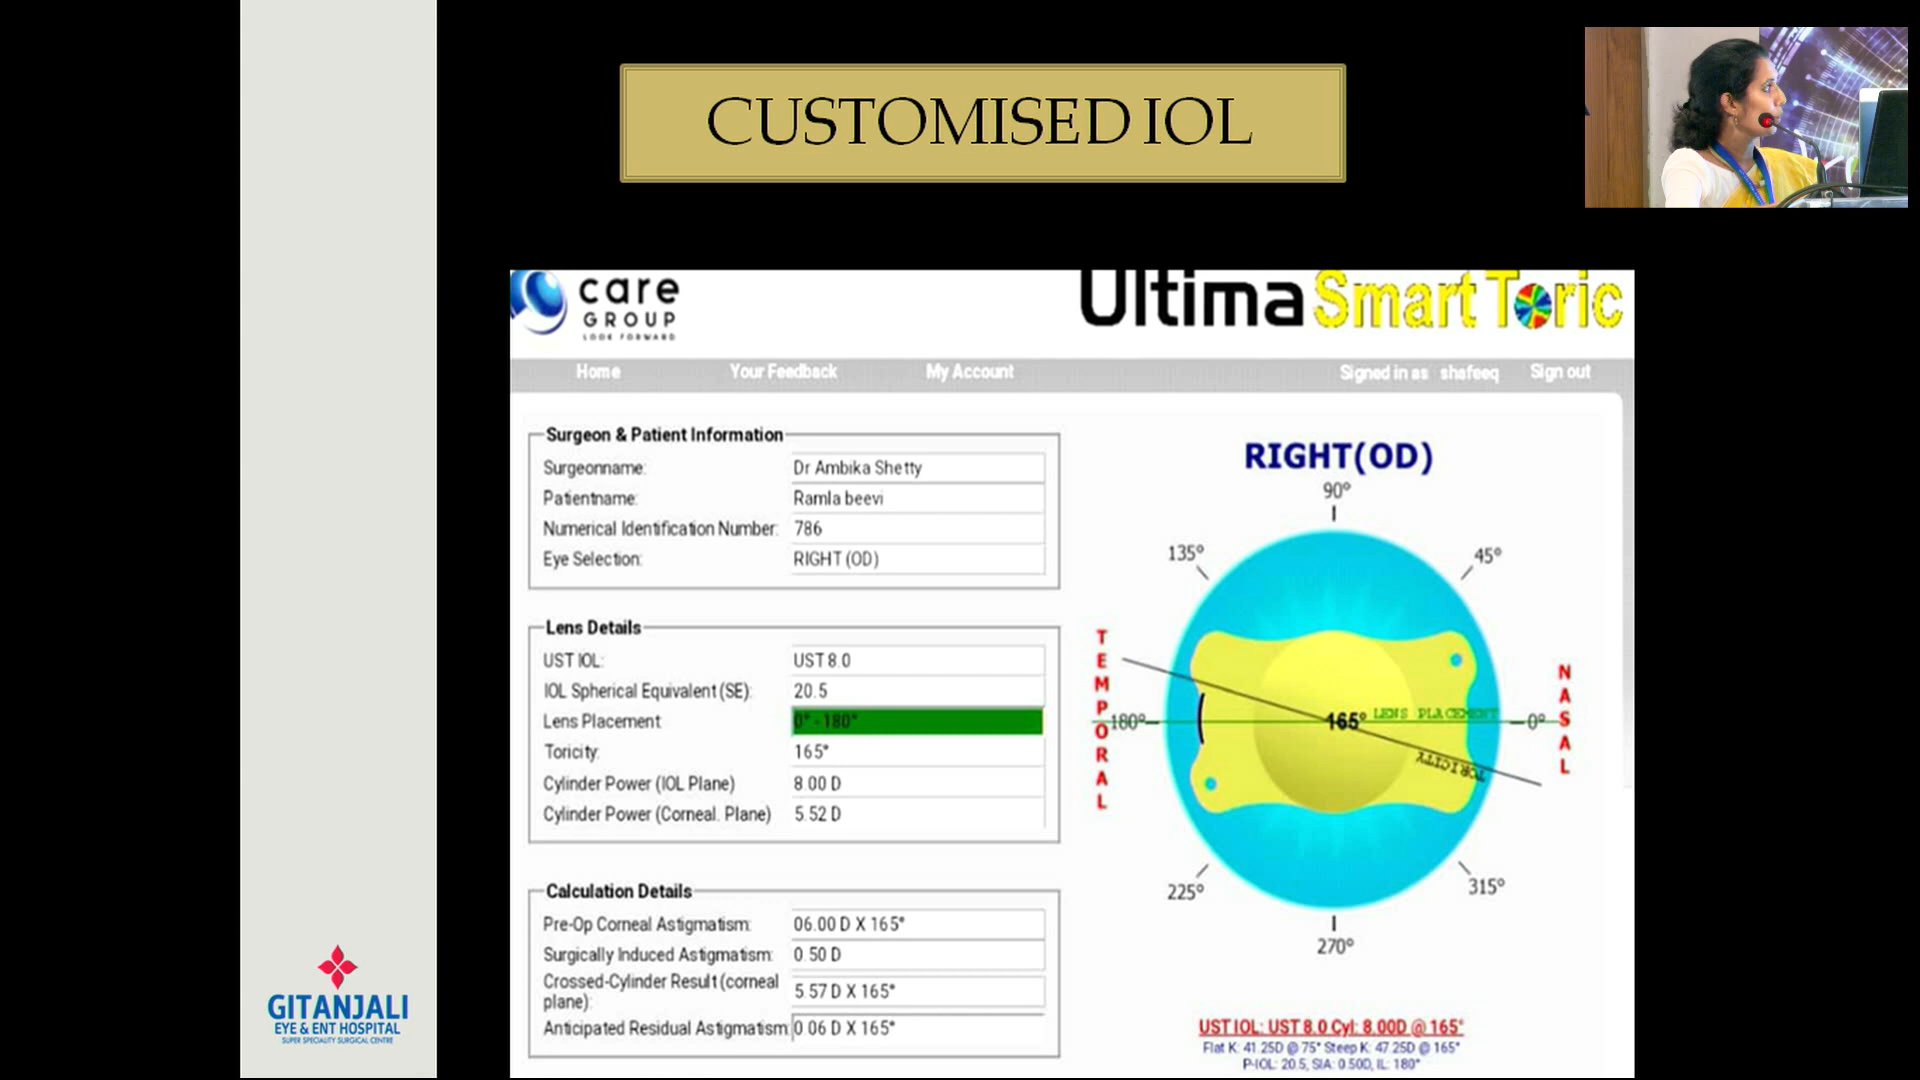 CUSTOMISED IOL
care
GROUP
LOOK FORWARD
Ultima Smart Toric
Home Your Feedback My Account Signed in as shafeeq Sign out
Surgeon & Patient Information
Surgeonname: Dr Ambika Shetty
Patientname: Ramla beevi
Numerical Identification Number: 786
Eye Selection: RIGHT (OD)
Lens Details
UST IOL: UST 8.0
IOL Spherical Equivalent (SE): 20.5
Lens Placement 0° - 180°
Toricity: 165°
Cylinder Power (IOL Plane) 8.00 D
Cylinder Power (Corneal. Plane) 5.52 D
Calculation Details
Pre-Op Corneal Astigmatism: 06.00 D X 165°
Surgically Induced Astigmatism: 0.50 D
Crossed-Cylinder Result (corneal
plane): 5.57 D X 165°
Anticipated Residual Astigmatism 0.06 D X 165°
RIGHT(OD)
90°
135°
45°
TEMPORAL
NASAL
180°
165°
LENS PLACEMENT
0°
TORICITY
225°
315°
270°
UST IOL: UST 8.0 Cyl: 8.00D @ 165°
Flat K: 41.25D @ 75° Steep K: 47.25D @ 165°
P-IOL: 20.5, SIA: 0.50D, IL: 180°
GITANJALI
EYE & ENT HOSPITAL
SUPER SPECIALITY SURGICAL CENTRE